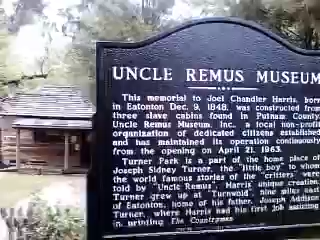 UNCLE REMUS MUSEUM
This memorial to Joel Chandler Harris, born
in Eatonton Dec. 9, 1848, was constructed from
three slave cabins found in Putnam County.
Uncle Remus Museum, Inc., a local non-profit
organization of dedicated citizens established
and has maintained its operation continuously
from the opening on April 21, 1963.
Turner Park is a part of the home place of
Joseph Sidney Turner, the "little boy" to whom
the world famous stories of the "critters" were
told by "Uncle Remus", Harris' unique creation.
Turner grew up at "Turnwold", nine miles east
of Eatonton, home of his father, Joseph Addison
Turner, where Harris had his first job assisting
in printing The Countryman